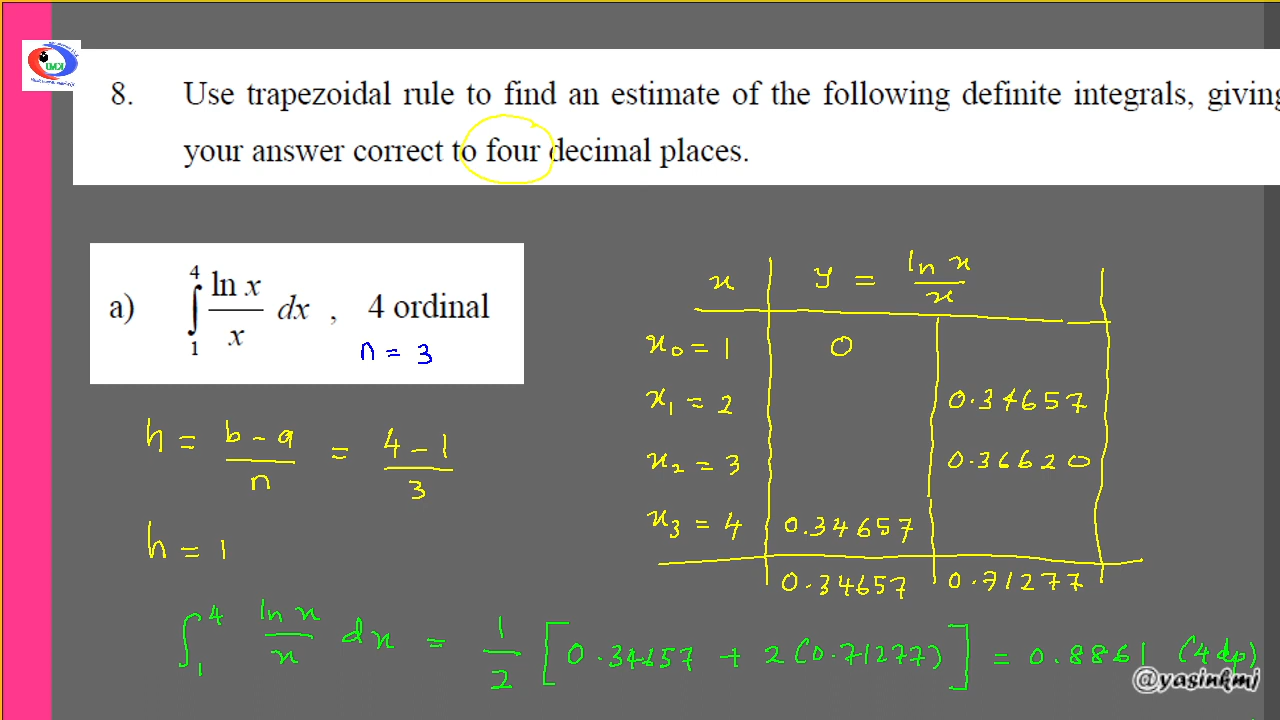 8. Use trapezoidal rule to find an estimate of the following definite integrals, giving
your answer correct to four decimal places.
a) ∫₁⁴ ln x / x dx , 4 ordinal
n = 3
h = b - a / n = 4 - 1 / 3
h = 1
x y = ln x / x
x₀ = 1 0
x₁ = 2 0.34657
x₂ = 3 0.36620
x₃ = 4 0.34657
0.34657 0.71277
∫₁⁴ ln x / x dx = 1/2 [0.34657 + 2(0.71277)] = 0.8861 (4dp)
@yasinkmj